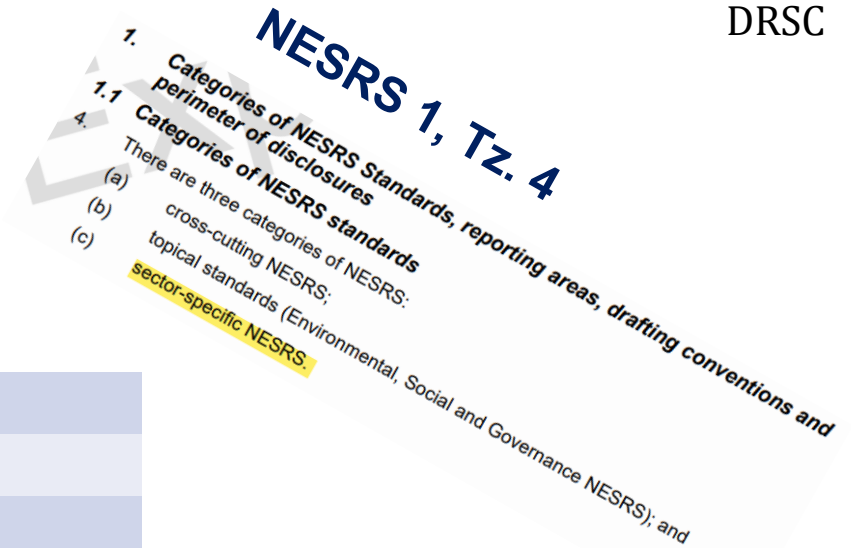 DRSC
NESRS 1, Tz. 4
1. Categories of NESRS Standards, reporting areas, drafting conventions and
perimeter of disclosures
1.1 Categories of NESRS standards
4. There are three categories of NESRS:
(a) cross-cutting NESRS;
(b) topical standards (Environmental, Social and Governance NESRS); and
(c) sector-specific NESRS.